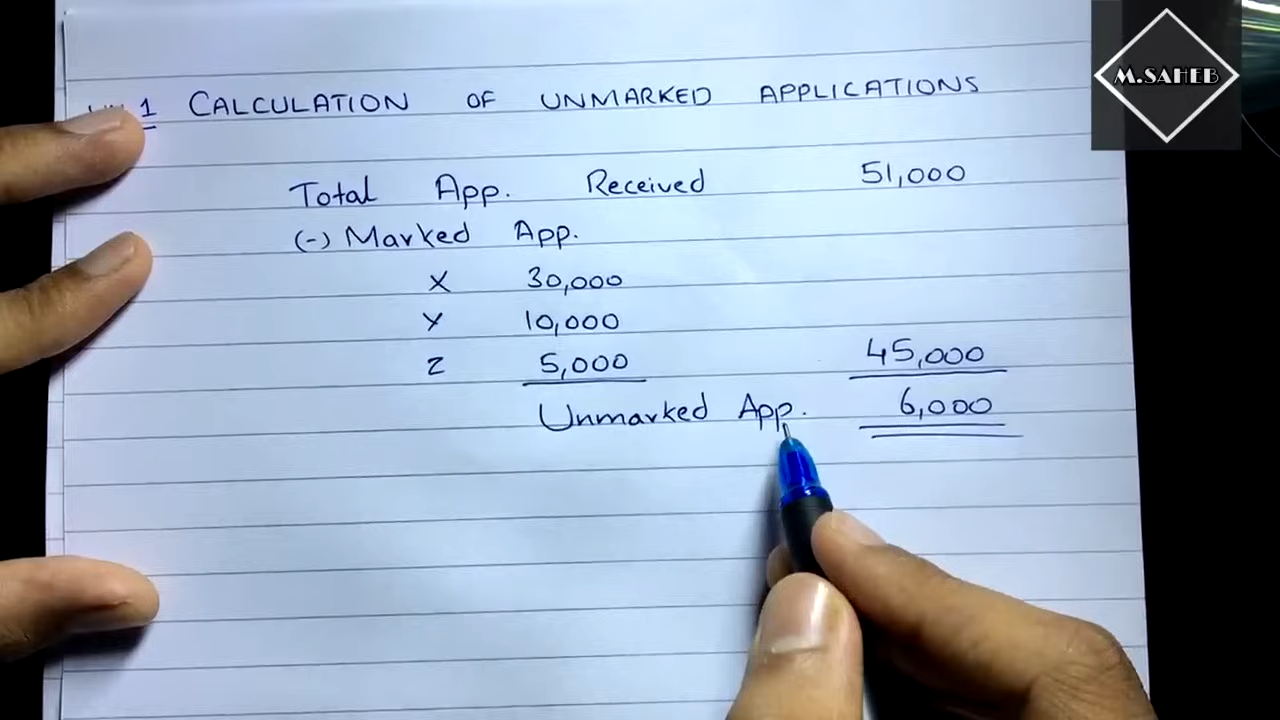 1 CALCULATION OF UNMARKED APPLICATIONS
Total App. Received 51,000
(-) Marked App.
X 30,000
Y 10,000
Z 5,000 45,000
Unmarked App. 6,000
M.SAHEB